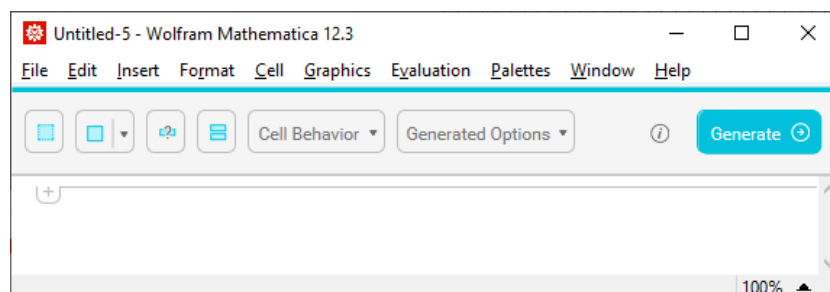 Untitled-5 - Wolfram Mathematica 12.3
File Edit Insert Format Cell Graphics Evaluation Palettes Window Help
? Cell Behavior Generated Options i Generate
100%